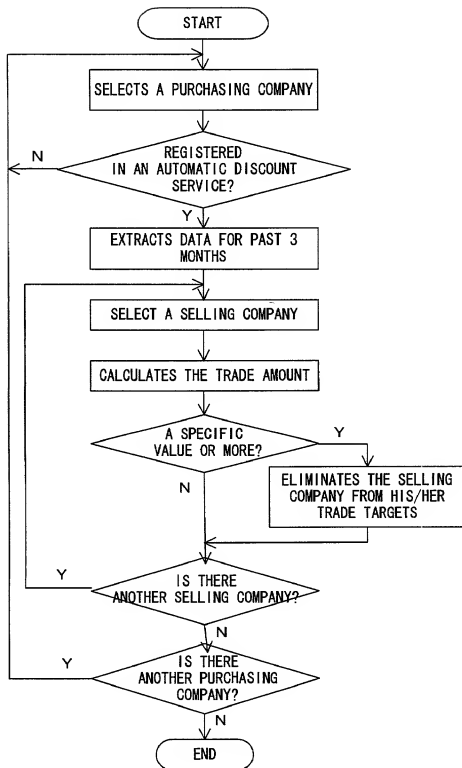 START
SELECTS A PURCHASING COMPANY
REGISTERED
IN AN AUTOMATIC DISCOUNT
SERVICE?
N
Y
EXTRACTS DATA FOR PAST 3
MONTHS
SELECT A SELLING COMPANY
CALCULATES THE TRADE AMOUNT
A SPECIFIC
VALUE OR MORE?
Y
N
ELIMINATES THE SELLING
COMPANY FROM HIS/HER
TRADE TARGETS
IS THERE
ANOTHER SELLING COMPANY?
Y
N
IS THERE
ANOTHER PURCHASING
COMPANY?
Y
N
END